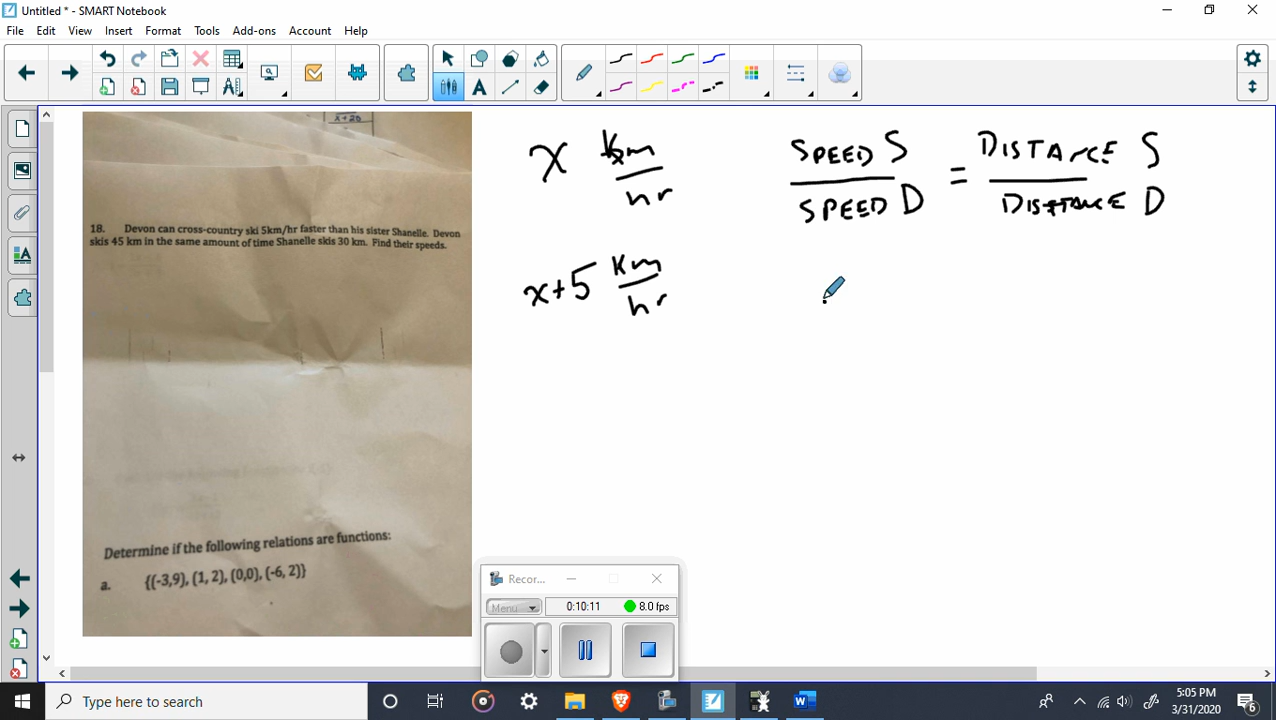 Untitled * - SMART Notebook
File Edit View Insert Format Tools Add-ons Account Help
x+20
18. Devon can cross-country ski 5km/hr faster than his sister Shanelle. Devon
skis 45 km in the same amount of time Shanelle skis 30 km. Find their speeds.
Determine if the following relations are functions:
a. {(-3,9), (1, 2), (0,0), (-6, 2)}
x km/hr
x+5 km/hr
SPEED S = DISTANCE S
SPEED D DISTANCE D
Recor...
Menu 0:10:11 8.0 fps
Type here to search
5:05 PM
3/31/2020
6